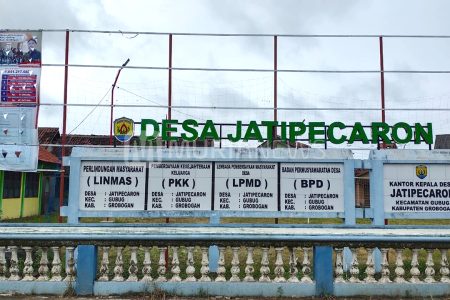 DESA JATIPECARON
PERLINDUNGAN MASYARAKAT
(LINMAS)
DESA : JATIPECARON
KEC. : GUBUG
KAB. : GROBOGAN
PEMBERDAYAAN KESEJAHTERAAN
KELUARGA
(PKK)
DESA : JATIPECARON
KEC. : GUBUG
KAB. : GROBOGAN
LEMBAGA PEMBERDAYAAN MASYARAKAT
DESA
(LPMD)
DESA : JATIPECARON
KEC. : GUBUG
KAB. : GROBOGAN
BADAN PERMUSYAWARATAN DESA
(BPD)
DESA : JATIPECARON
KEC. : GUBUG
KAB. : GROBOGAN
KANTOR KEPALA DESA
JATIPECARON
KECAMATAN GUBUG
KABUPATEN GROBOGAN